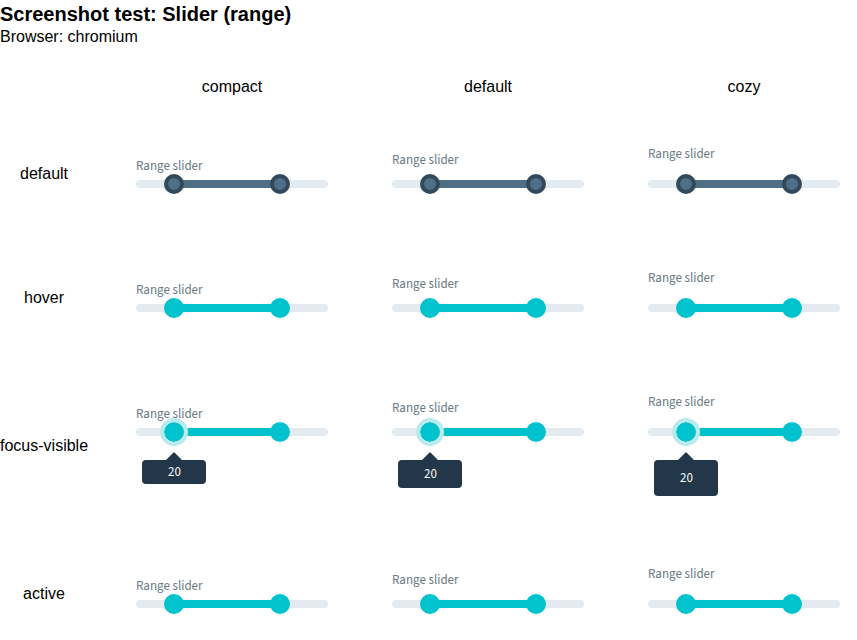 Screenshot test: Slider (range)
Browser: chromium
compact default cozy
default Range slider Range slider Range slider
hover Range slider Range slider Range slider
focus-visible Range slider Range slider Range slider
20 20 20
active Range slider Range slider Range slider